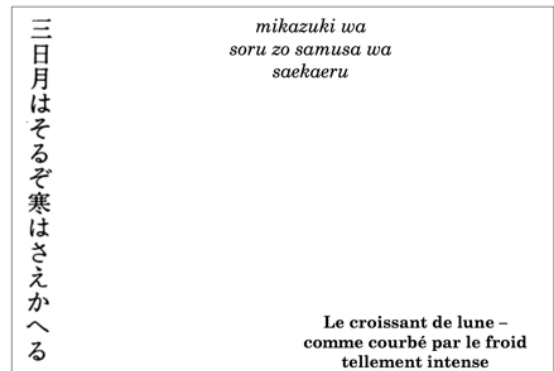 三日月はそるぞ寒はさえかへる
mikazuki wa
soru zo samusa wa
saekaeru
Le croissant de lune –
comme courbé par le froid
tellement intense